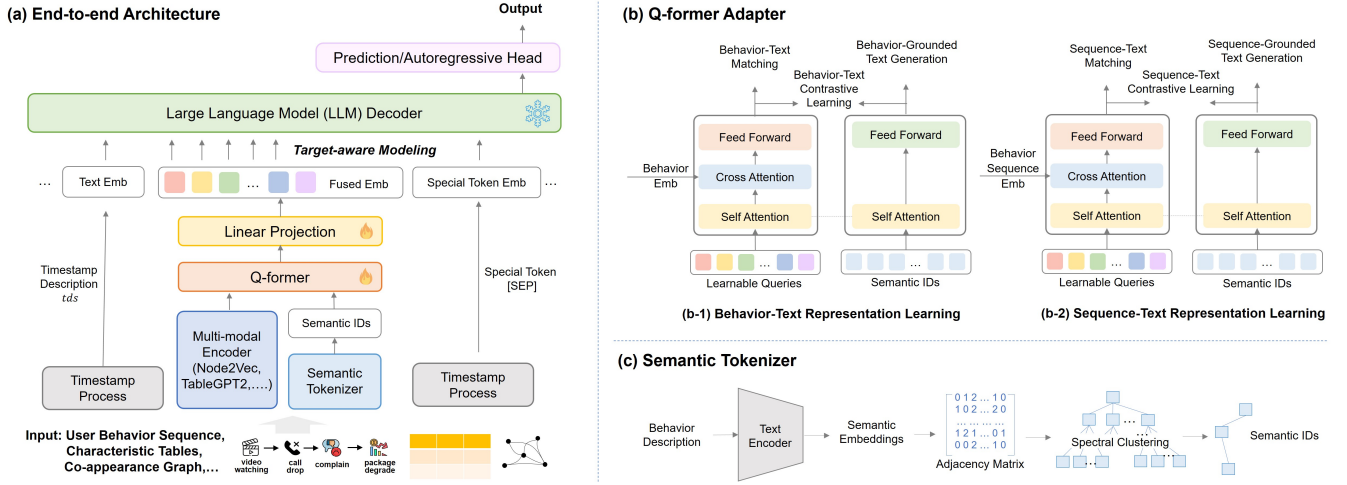 (a) End-to-end Architecture
Output
Prediction/Autoregressive Head
Large Language Model (LLM) Decoder
Target-aware Modeling
...
Text Emb
...
Fused Emb
Special Token Emb
...
Linear Projection
Q-former
Timestamp
Description
tds
Special Token
[SEP]
Semantic IDs
Multi-modal
Encoder
(Node2Vec,
TableGPT2,....)
Semantic
Tokenizer
Timestamp
Process
Timestamp
Process
Input: User Behavior Sequence,
Characteristic Tables,
Co-appearance Graph,...
video
watching
call
drop
complain
package
degrade
(b) Q-former Adapter
Behavior-Text
Matching
Behavior-Grounded
Text Generation
Behavior-Text
Contrastive
Learning
Feed Forward
Feed Forward
Behavior
Emb
Cross Attention
Self Attention
Self Attention
...
...
Learnable Queries
Semantic IDs
(b-1) Behavior-Text Representation Learning
Sequence-Text
Matching
Sequence-Grounded
Text Generation
Sequence-Text
Contrastive Learning
Feed Forward
Feed Forward
Behavior
Sequence
Emb
Cross Attention
Self Attention
Self Attention
...
...
Learnable Queries
Semantic IDs
(b-2) Sequence-Text Representation Learning
(c) Semantic Tokenizer
Behavior
Description
Text
Encoder
Semantic
Embeddings
0 1 2 ... 1 0
1 0 2 ... 2 0
... ... ... ...
1 2 1 ... 0 1
0 0 2 ... 1 0
Adjacency Matrix
...
Spectral Clustering
...
...
Semantic IDs